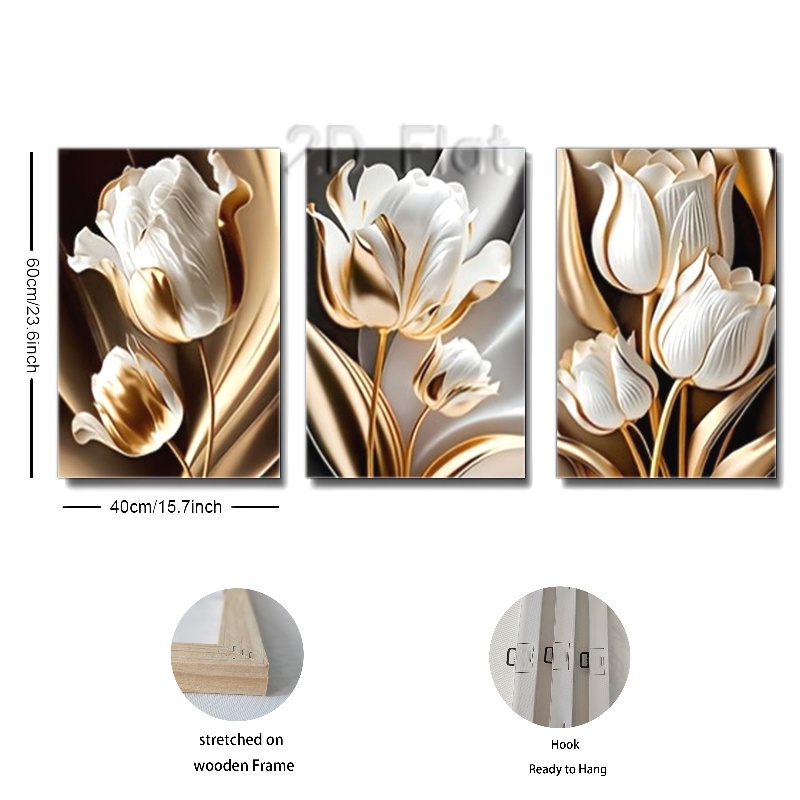 2D Flat
60cm/23.6inch
40cm/15.7inch
stretched on
wooden Frame
Hook
Ready to Hang